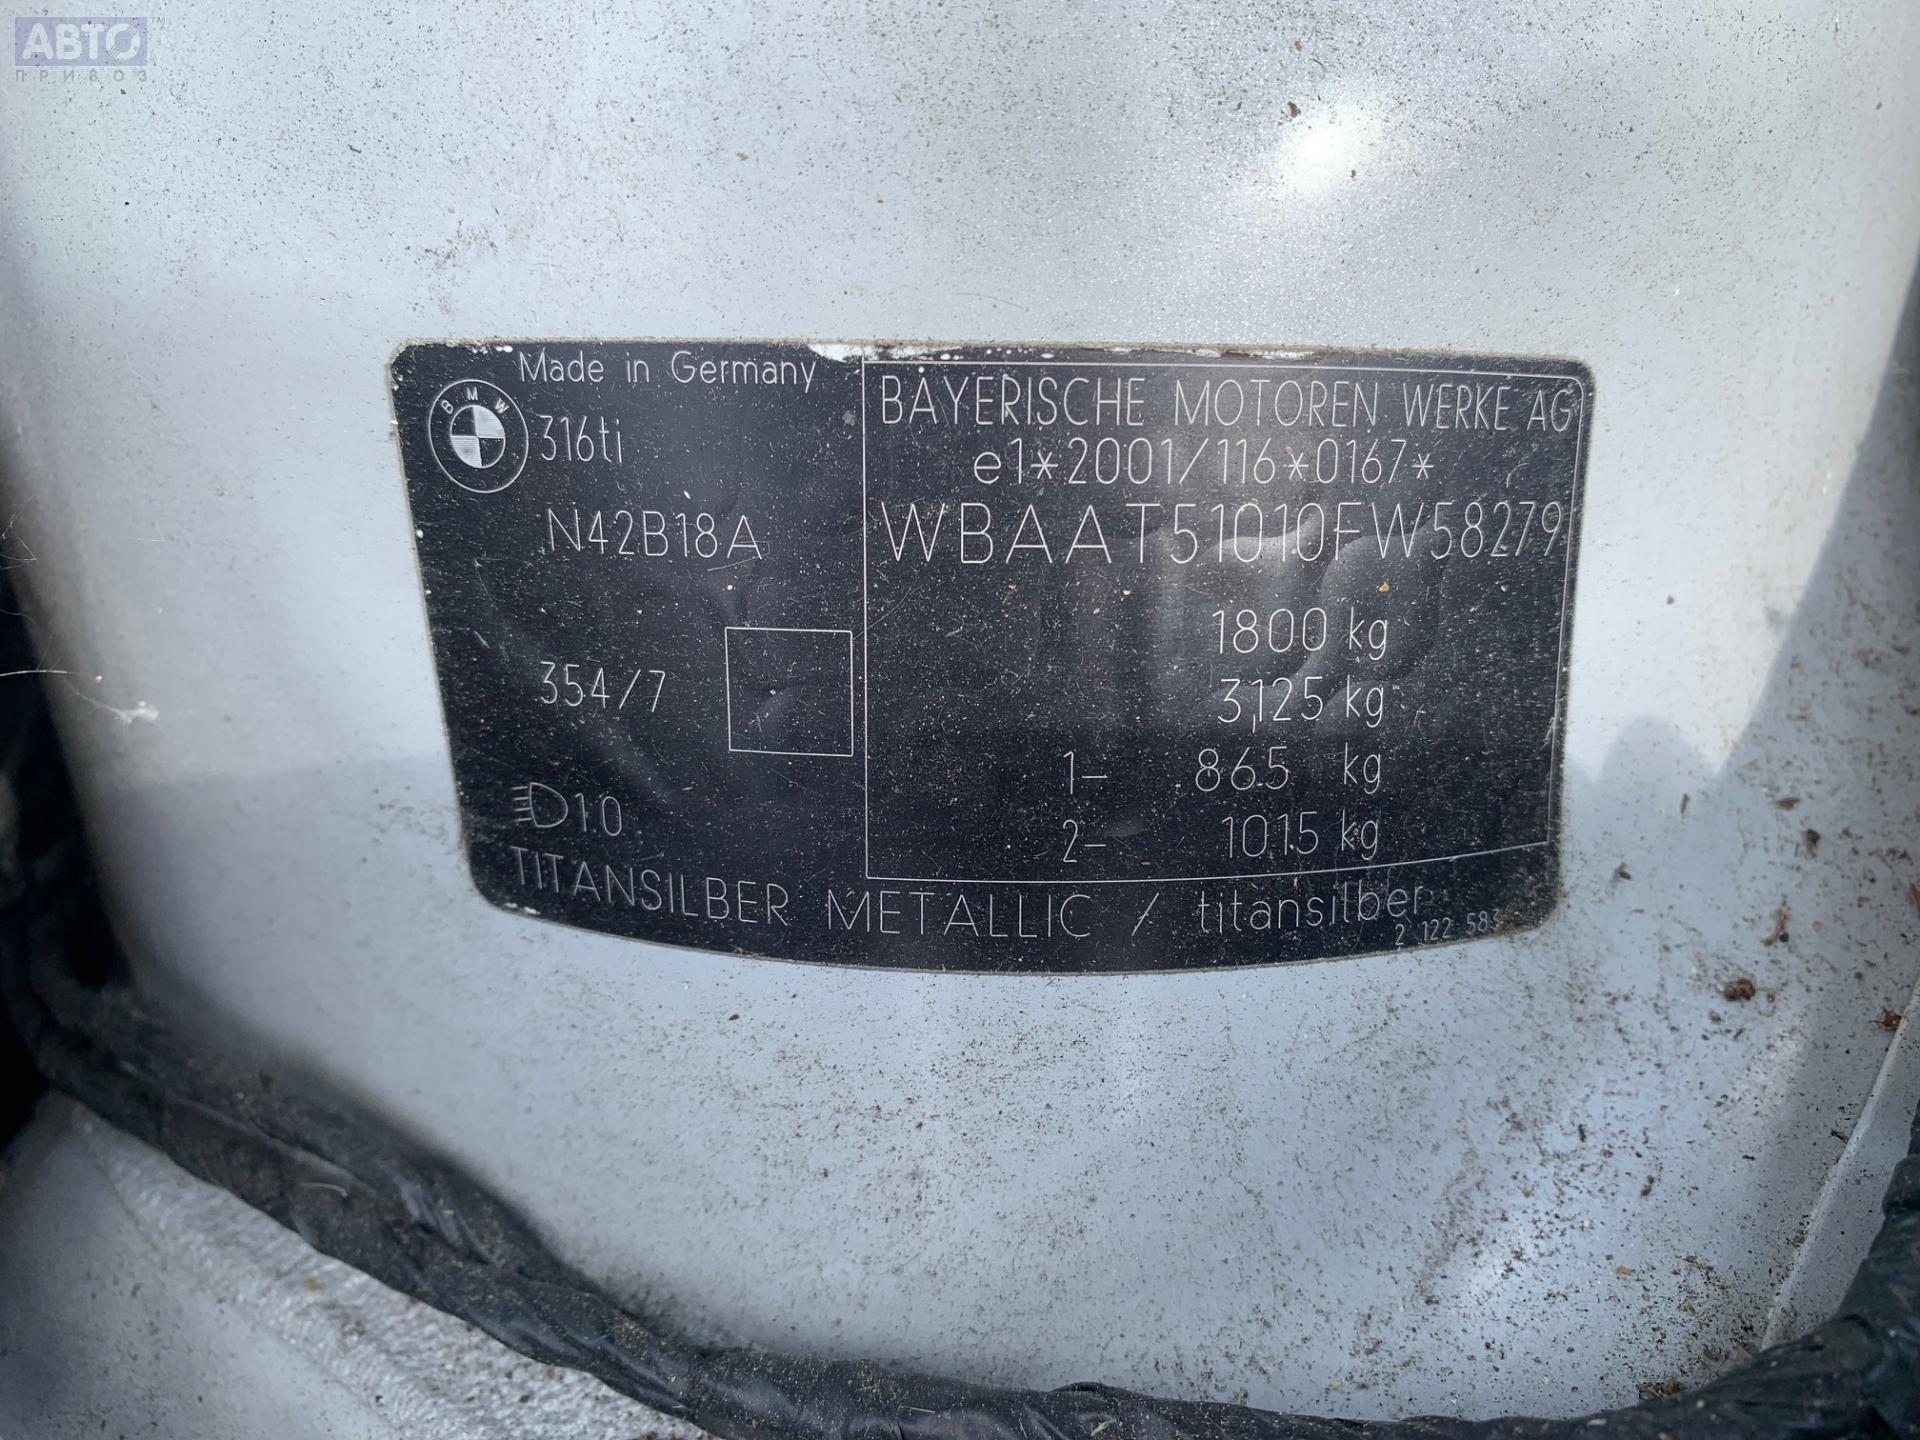 АВТО
ПРИВОЗ
Made in Germany
BMW
316ti
N42B18A
354/7
10
BAYERISCHE MOTOREN WERKE AG
e1*2001/116*0167*
WBAAT51010FW58279
1800 kg
3125 kg
1- 865 kg
2- 1015 kg
TITANSILBER METALLIC / titansilber
2 122 583